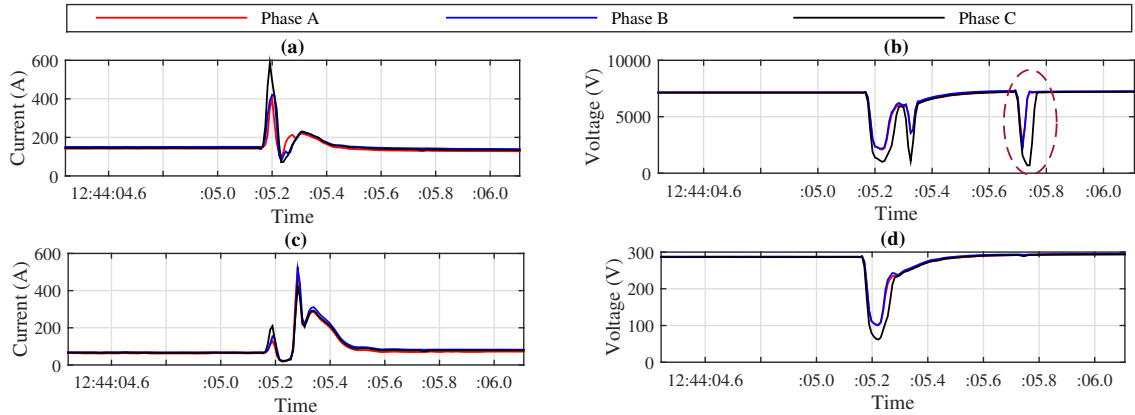 Phase A Phase B Phase C
(a) (b)
600
400
200
0
Current (A)
12:44:04.6 :05.0 :05.2 :05.4 :05.6 :05.8 :06.0
Time
10000
5000
0
Voltage (V)
12:44:04.6 :05.0 :05.2 :05.4 :05.6 :05.8 :06.0
Time
(c) (d)
600
400
200
0
Current (A)
12:44:04.6 :05.0 :05.2 :05.4 :05.6 :05.8 :06.0
Time
300
200
100
0
Voltage (V)
12:44:04.6 :05.0 :05.2 :05.4 :05.6 :05.8 :06.0
Time